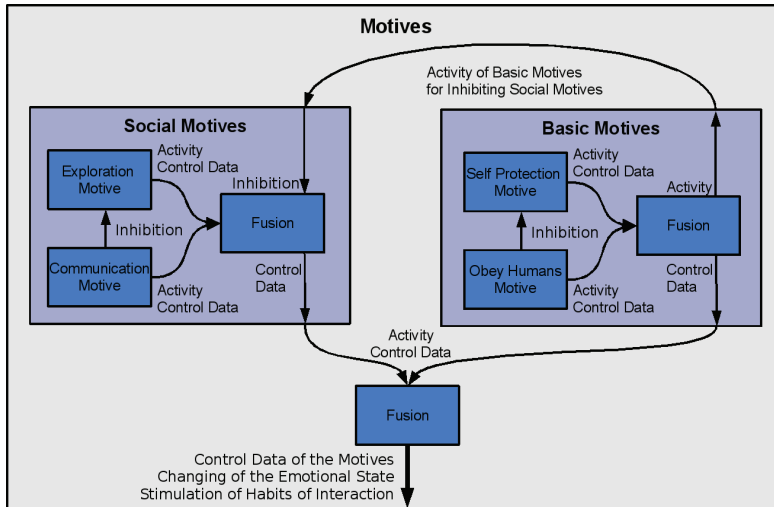 Motives
Activity of Basic Motives
for Inhibiting Social Motives
Social Motives
Activity
Control Data
Exploration
Motive
Inhibition
Fusion
Inhibition
Communication
Motive
Control
Data
Activity
Control Data
Basic Motives
Activity
Control Data
Self Protection
Motive
Activity
Fusion
Inhibition
Obey Humans
Motive
Control
Data
Activity
Control Data
Activity
Control Data
Fusion
Control Data of the Motives
Changing of the Emotional State
Stimulation of Habits of Interaction